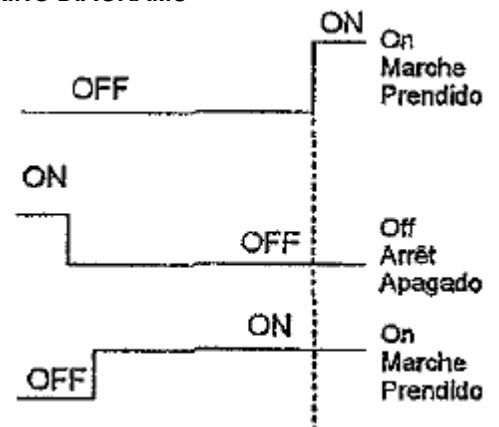 ON
On
Marche
Prendido
OFF
ON
OFF
Off
Arrêt
Apagado
ON
On
Marche
Prendido
OFF